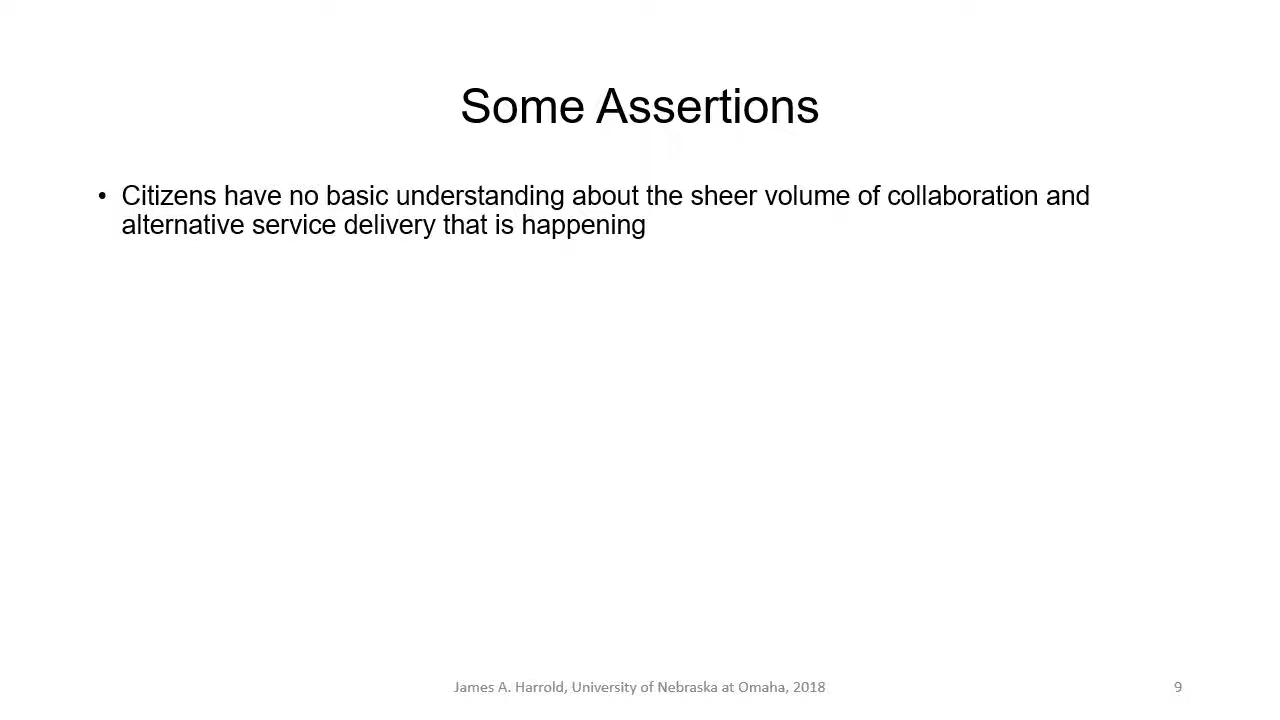 Some Assertions
• Citizens have no basic understanding about the sheer volume of collaboration and
alternative service delivery that is happening
James A. Harrold, University of Nebraska at Omaha, 2018
9